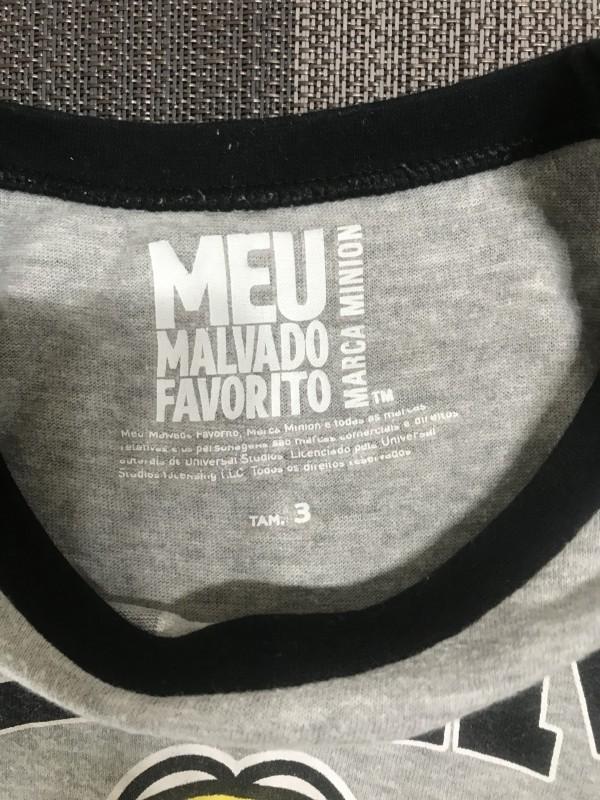 MEU
MALVADO
FAVORITO
MARCA MINION
TM
Meu Malvado Favorito, Marca Minion e todas as marcas
relativas e os personagens são marcas comerciais e direitos
autorais de Universal Studios. Licenciado pela Universal
Studios Licensing LLC. Todos os direitos reservados
TAM. 3